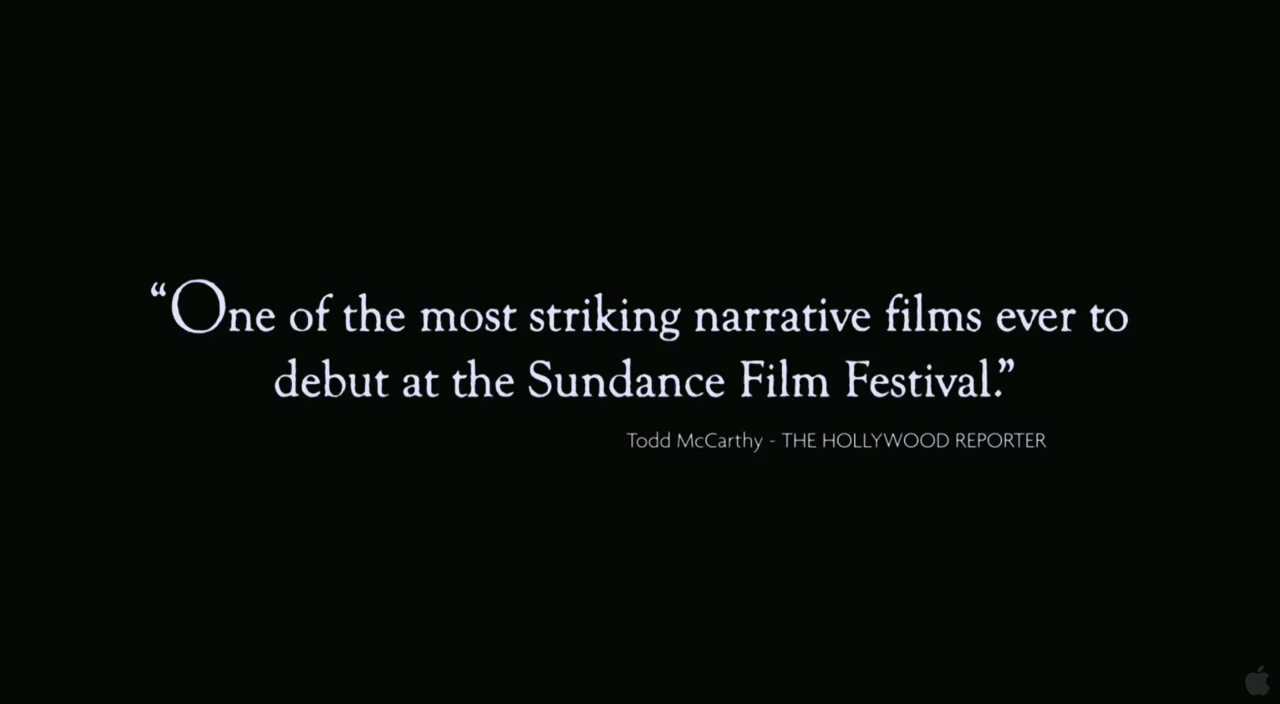 “One of the most striking narrative films ever to
debut at the Sundance Film Festival.”
Todd McCarthy - THE HOLLYWOOD REPORTER